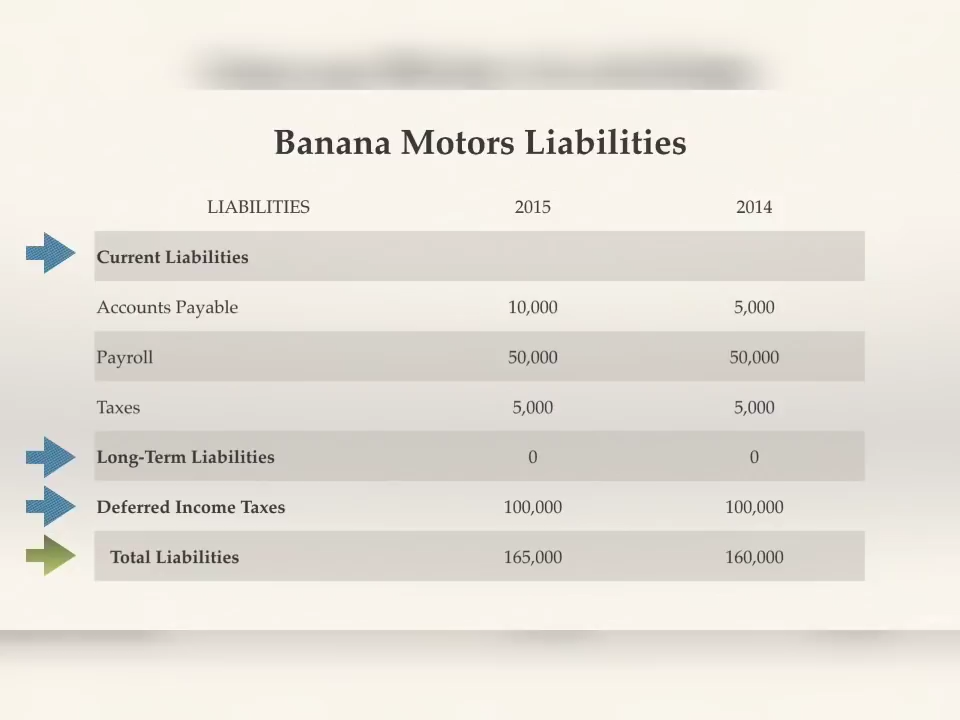 Banana Motors Liabilities
LIABILITIES 2015 2014
Current Liabilities
Accounts Payable 10,000 5,000
Payroll 50,000 50,000
Taxes 5,000 5,000
Long-Term Liabilities 0 0
Deferred Income Taxes 100,000 100,000
Total Liabilities 165,000 160,000